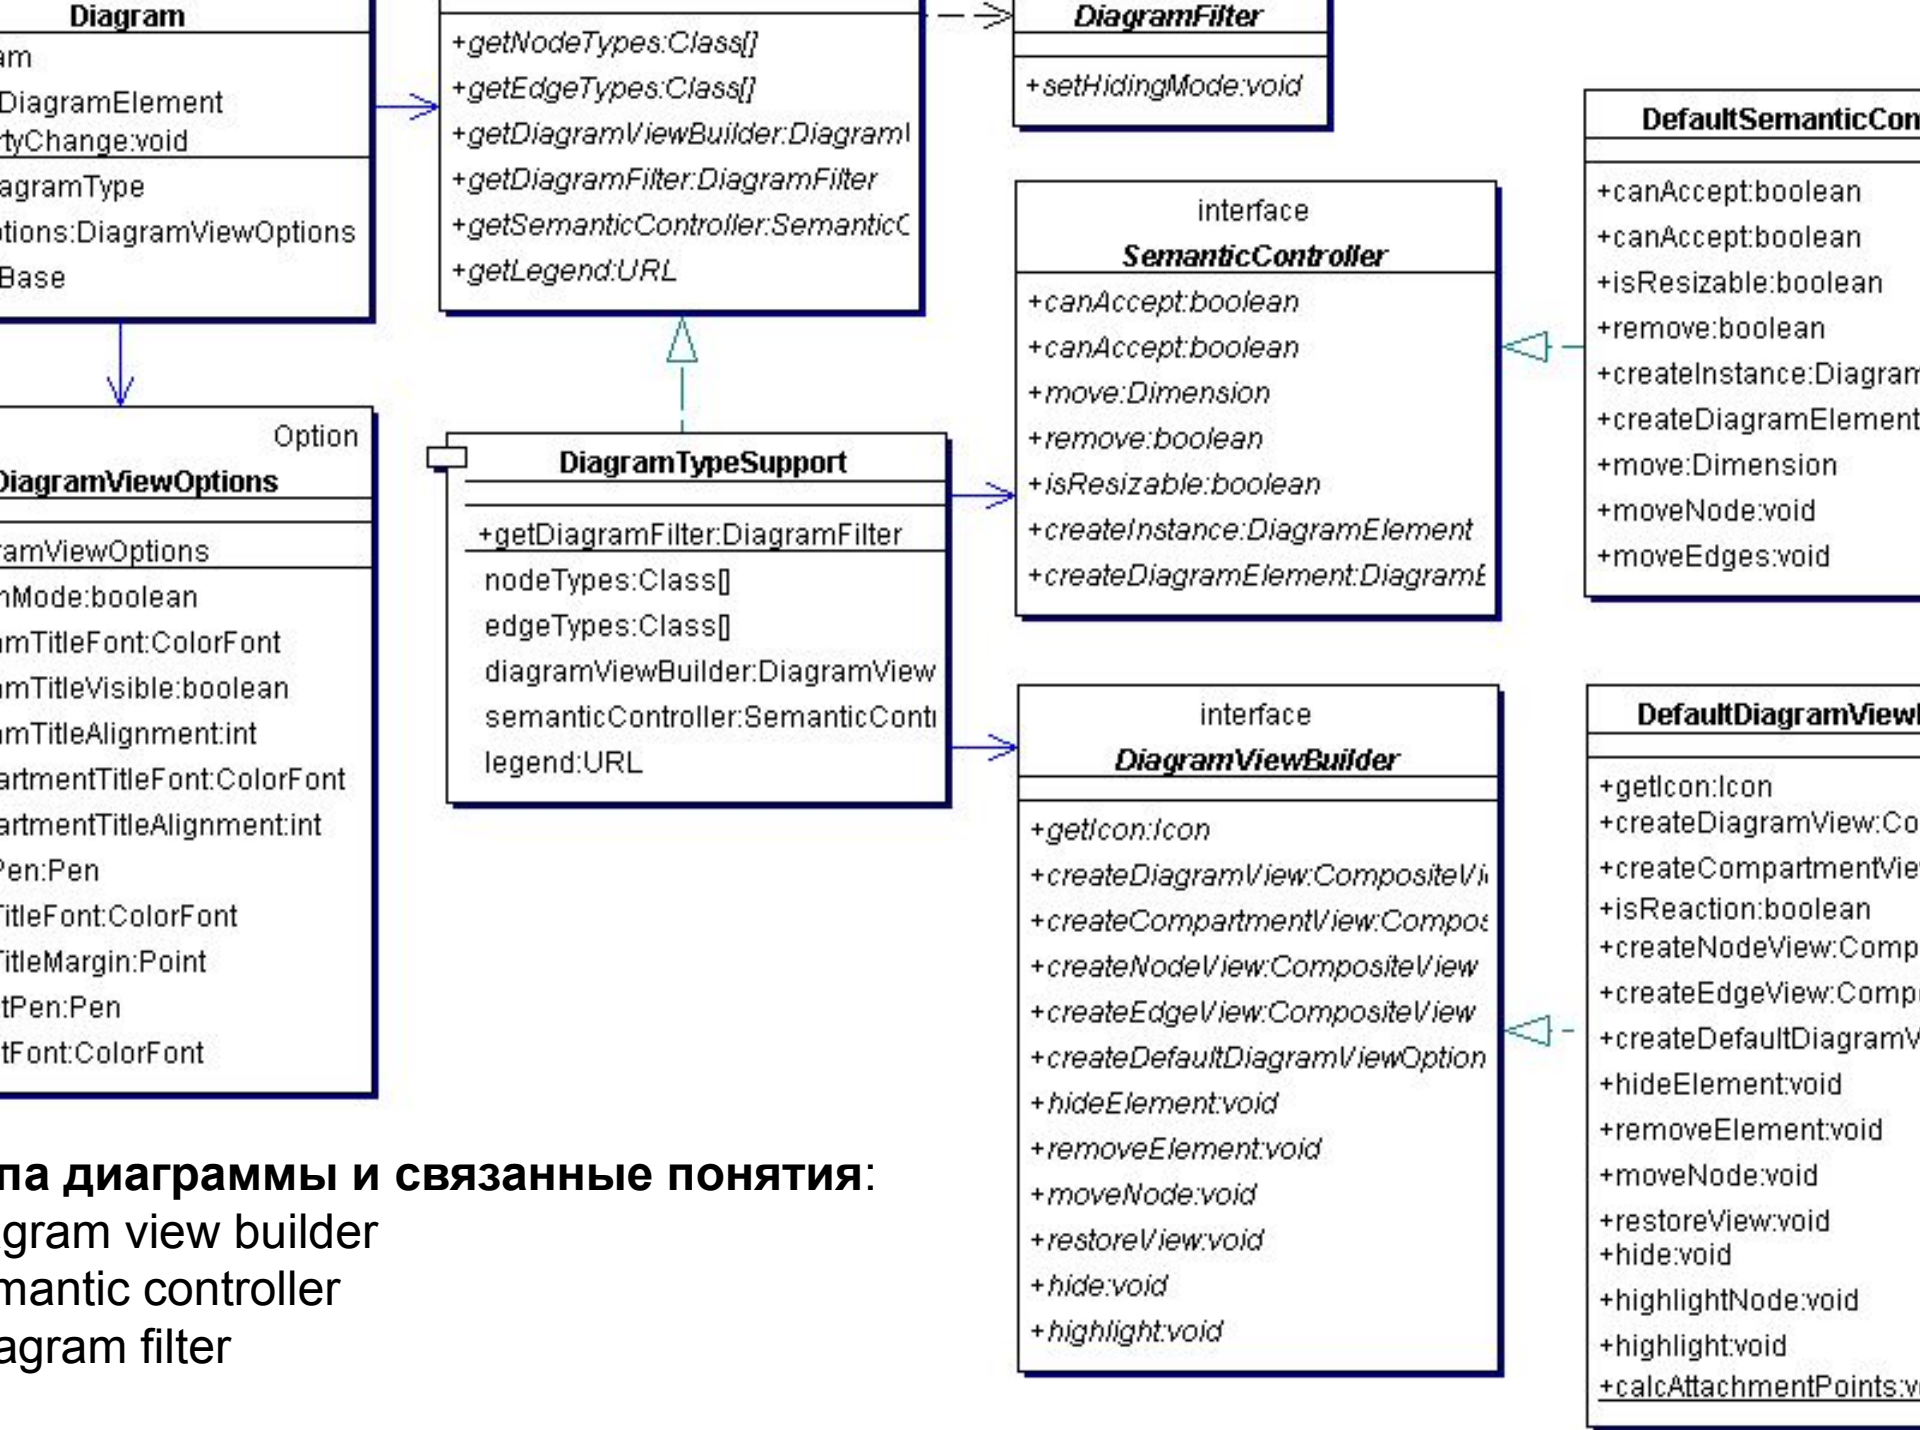 Diagram
am
DiagramElement
rtyChange:void
agramType
tions:DiagramViewOptions
Base
+getNodeTypes:Class[]
+getEdgeTypes:Class[]
+getDiagramViewBuilder:Diagram
+getDiagramFilter:DiagramFilter
+getSemanticController:SemanticC
+getLegend:URL
DiagramFilter
+setHidingMode:void
Option
DiagramViewOptions
ramViewOptions
nMode:boolean
amTitleFont:ColorFont
amTitleVisible:boolean
amTitleAlignment:int
artmentTitleFont:ColorFont
artmentTitleAlignment:int
Pen:Pen
TitleFont:ColorFont
TitleMargin:Point
tPen:Pen
tFont:ColorFont
DiagramTypeSupport
+getDiagramFilter:DiagramFilter
nodeTypes:Class[]
edgeTypes:Class[]
diagramViewBuilder:DiagramView
semanticController:SemanticContr
legend:URL
interface
SemanticController
+canAccept:boolean
+canAccept:boolean
+move:Dimension
+remove:boolean
+isResizable:boolean
+createInstance:DiagramElement
+createDiagramElement:DiagramE
DefaultSemanticCon
+canAccept:boolean
+canAccept:boolean
+isResizable:boolean
+remove:boolean
+createInstance:Diagram
+createDiagramElement
+move:Dimension
+moveNode:void
+moveEdges:void
interface
DiagramViewBuilder
+getIcon:Icon
+createDiagramView:CompositeVi
+createCompartmentView:Compos
+createNodeView:CompositeView
+createEdgeView:CompositeView
+createDefaultDiagramViewOption
+hideElement:void
+removeElement:void
+moveNode:void
+restoreView:void
+hide:void
+highlight:void
DefaultDiagramView
+getIcon:Icon
+createDiagramView:Co
+createCompartmentVie
+isReaction:boolean
+createNodeView:Comp
+createEdgeView:Comp
+createDefaultDiagramV
+hideElement:void
+removeElement:void
+moveNode:void
+restoreView:void
+hide:void
+highlightNode:void
+highlight:void
+calcAttachmentPoints:v
па диаграммы и связанные понятия:
gram view builder
mantic controller
agram filter